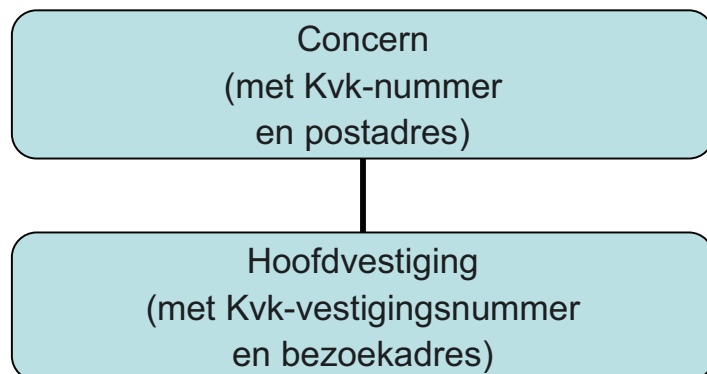 Concern
(met Kvk-nummer
en postadres)
Hoofdvestiging
(met Kvk-vestigingsnummer
en bezoekadres)